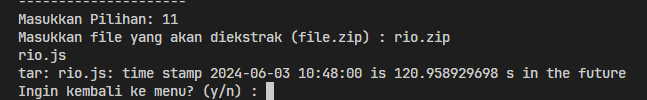 ---------------------
Masukkan Pilihan: 11
Masukkan file yang akan diekstrak (file.zip) : rio.zip
rio.js
tar: rio.js: time stamp 2024-06-03 10:48:00 is 120.958929698 s in the future
Ingin kembali ke menu? (y/n) :